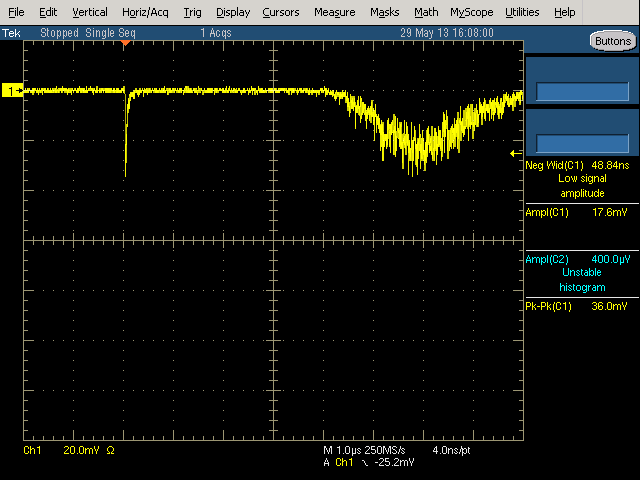 File Edit Vertical Horiz/Acq Trig Display Cursors Measure Masks Math MyScope Utilities Help
Tek Stopped Single Seq 1 Acqs 29 May 13 16:08:00
Buttons
1
Neg Wid(C1) 48.84ns
Low signal
amplitude
Ampl(C1) 17.6mV
Ampl(C2) 400.0µV
Unstable
histogram
Pk-Pk(C1) 36.0mV
Ch1 20.0mV Ω M 1.0µs 250MS/s 4.0ns/pt
A Ch1 ∖ -25.2mV